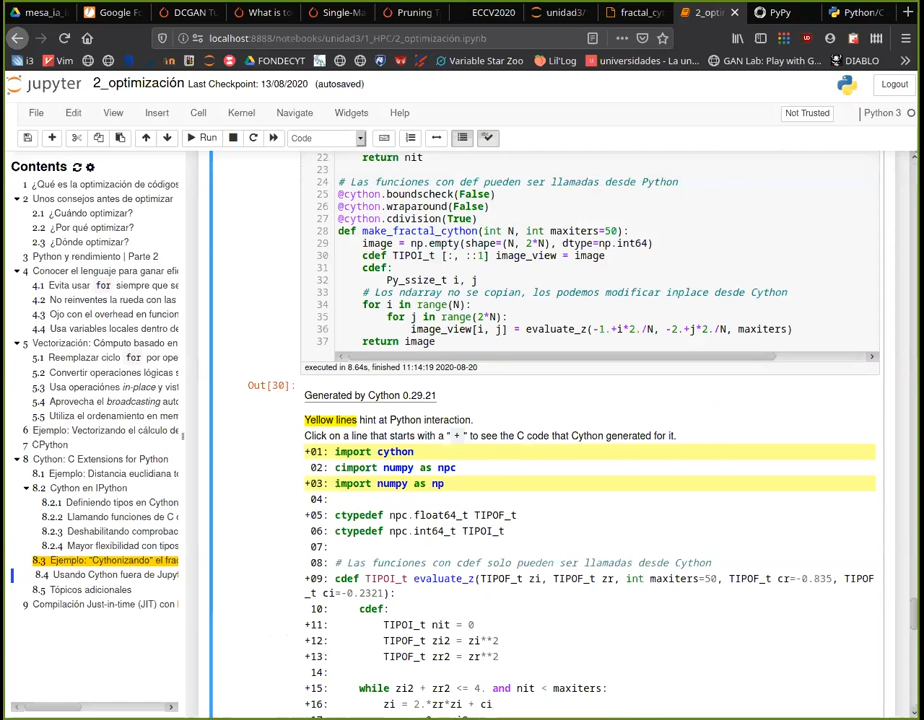 mesa_ia_i
Google Fo
DCGAN Tu
What is to
Single-Ma
Pruning T
ECCV2020
unidad3/
fractal_cy
2_opti
PyPy
Python/C
localhost:8888/notebooks/unidad3/1_HPC/2_optimización.ipynb
i3
Vim
FONDECYT
Variable Star Zoo
Lil'Log
universidades - La un...
GAN Lab: Play with G...
DIABLO
jupyter 2_optimización Last Checkpoint: 13/08/2020 (autosaved)
Logout
File Edit View Insert Cell Kernel Navigate Widgets Help
Not Trusted
Python 3
Run
Code
Contents
1 ¿Qué es la optimización de códigos
2 Unos consejos antes de optimizar
2.1 ¿Cuándo optimizar?
2.2 ¿Por qué optimizar?
2.3 ¿Dónde optimizar?
3 Python y rendimiento | Parte 2
4 Conocer el lenguaje para ganar efi
4.1 Evita usar for siempre que se
4.2 No reinventes la rueda con las
4.3 Ojo con el overhead en funcion
4.4 Usa variables locales dentro de
5 Vectorización: Cómputo basado en
5.1 Reemplazar ciclo for por ope
5.2 Convertir operaciones lógicas s
5.3 Usa operaciónes in-place y vist
5.4 Aprovecha el broadcasting auto
5.5 Utiliza el ordenamiento en mem
6 Ejemplo: Vectorizando el cálculo de
7 CPython
8 Cython: C Extensions for Python
8.1 Ejemplo: Distancia euclidiana to
8.2 Cython en IPython
8.2.1 Definiendo tipos en Cython
8.2.2 Llamando funciones de C o
8.2.3 Deshabilitando comprobac
8.2.4 Mayor flexibilidad con tipos
8.3 Ejemplo: "Cythonizando" el frac
8.4 Usando Cython fuera de Jupyt
8.5 Tópicos adicionales
9 Compilación Just-in-time (JIT) con
22 return nit
23
24 # Las funciones con def pueden ser llamadas desde Python
25 @cython.boundscheck(False)
26 @cython.wraparound(False)
27 @cython.cdivision(True)
28 def make_fractal_cython(int N, int maxiters=50):
29 image = np.empty(shape=(N, 2*N), dtype=np.int64)
30 cdef TIPOI_t [:, ::1] image_view = image
31 cdef:
32 Py_ssize_t i, j
33 # Los ndarray no se copian, los podemos modificar inplace desde Cython
34 for i in range(N):
35 for j in range(2*N):
36 image_view[i, j] = evaluate_z(-1.+i*2./N, -2.+j*2./N, maxiters)
37 return image
executed in 8.64s, finished 11:14:19 2020-08-20
Out[30]:
Generated by Cython 0.29.21
Yellow lines hint at Python interaction.
Click on a line that starts with a "+" to see the C code that Cython generated for it.
+01: import cython
02: cimport numpy as npc
+03: import numpy as np
04:
+05: ctypedef npc.float64_t TIPOF_t
06: ctypedef npc.int64_t TIPOI_t
07:
08: # Las funciones con cdef solo pueden ser llamadas desde Cython
+09: cdef TIPOI_t evaluate_z(TIPOF_t zi, TIPOF_t zr, int maxiters=50, TIPOF_t cr=-0.835, TIPOF
_t ci=-0.2321):
10: cdef:
+11: TIPOI_t nit = 0
+12: TIPOF_t zi2 = zi**2
+13: TIPOF_t zr2 = zr**2
14:
+15: while zi2 + zr2 <= 4. and nit < maxiters:
+16: zi = 2.*zr*zi + ci